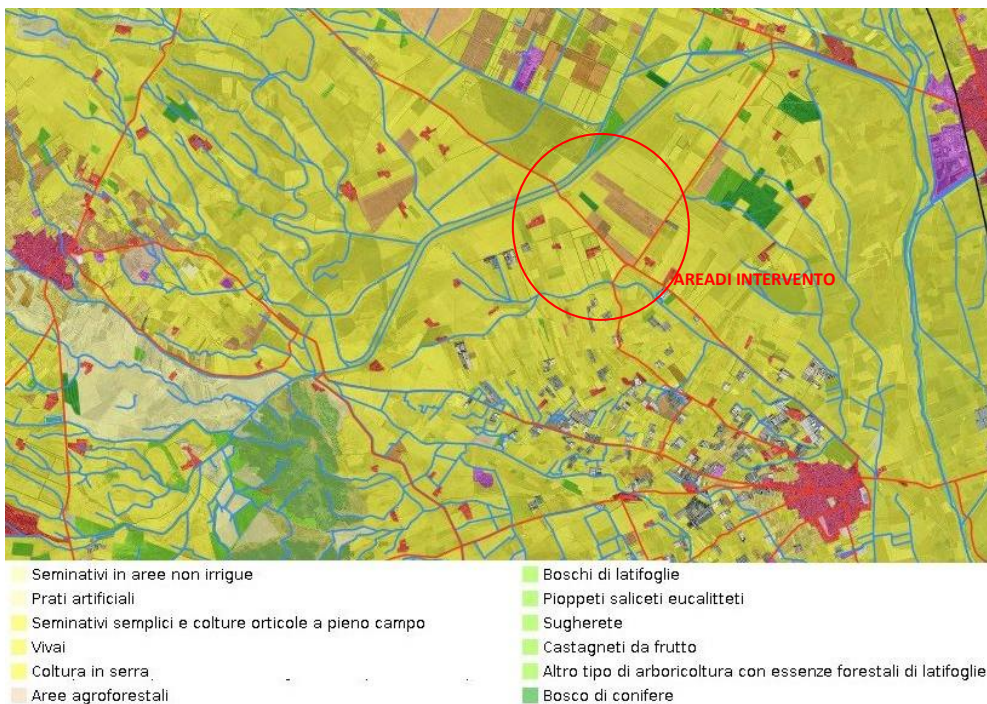 AREADI INTERVENTO
Seminativi in aree non irrigue
Prati artificiali
Seminativi semplici e colture orticole a pieno campo
Vivai
Coltura in serra
Aree agroforestali
Boschi di latifoglie
Pioppeti saliceti eucalitteti
Sugherete
Castagneti da frutto
Altro tipo di arboricoltura con essenze forestali di latifoglie
Bosco di conifere